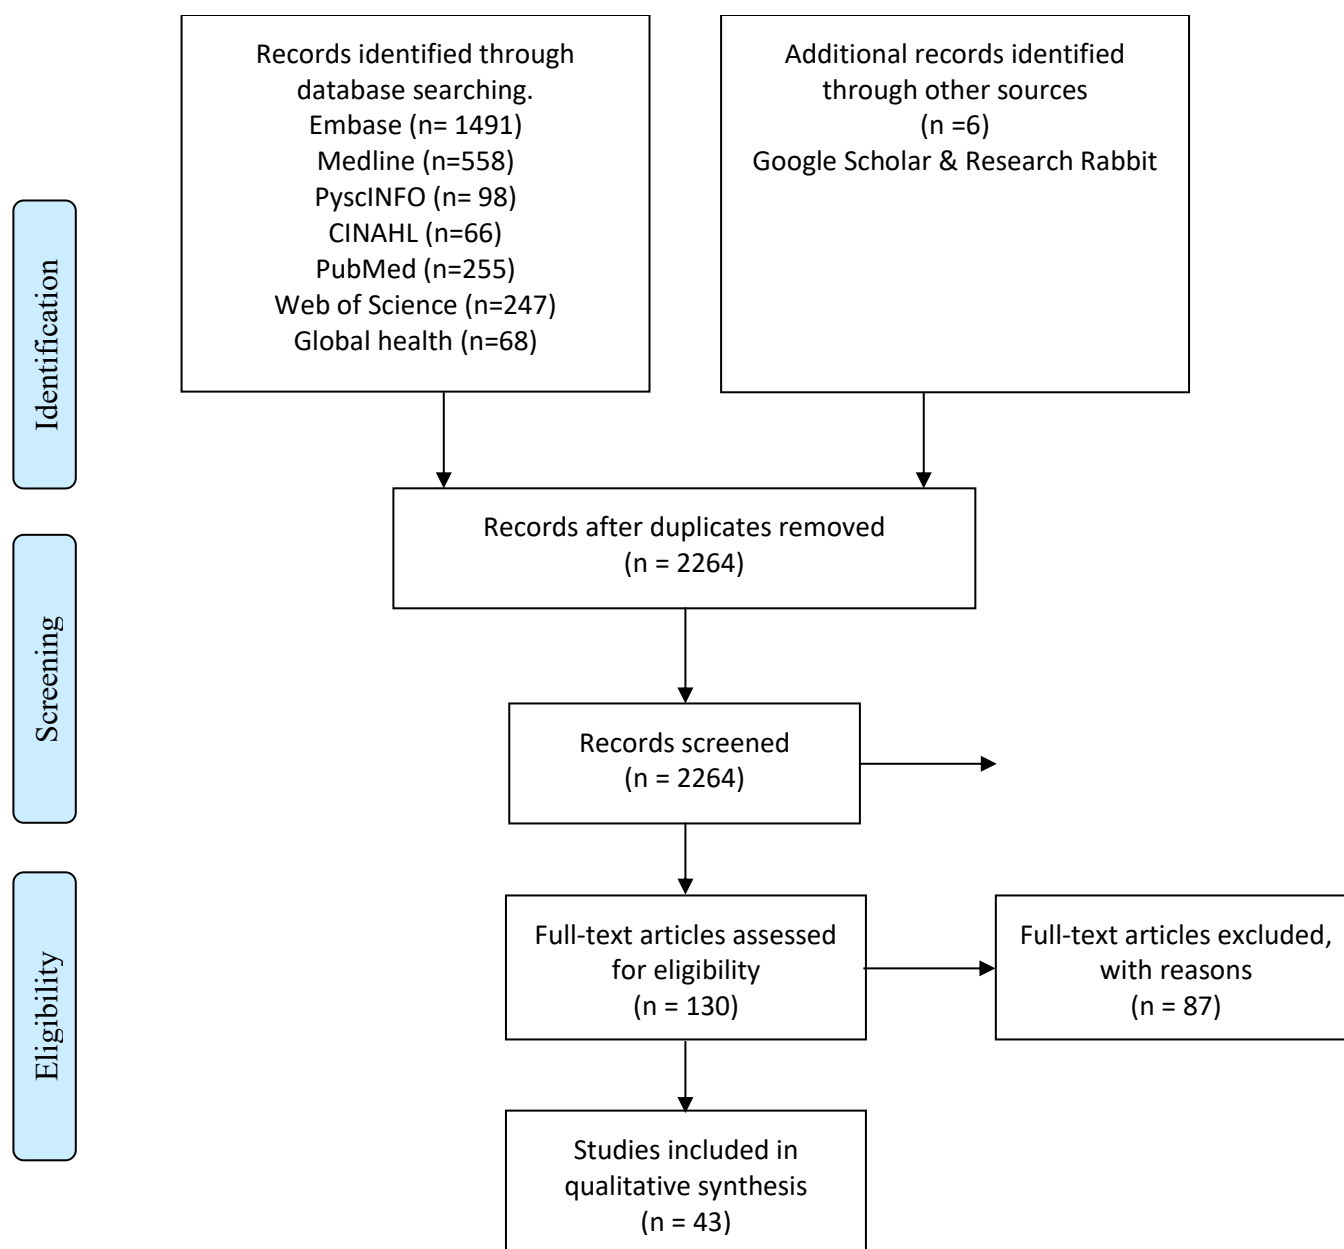 Records identified through
database searching.
Embase (n= 1491)
Medline (n=558)
PyscINFO (n= 98)
CINAHL (n=66)
PubMed (n=255)
Web of Science (n=247)
Global health (n=68)
Additional records identified
through other sources
(n =6)
Google Scholar & Research Rabbit
Identification
Records after duplicates removed
(n = 2264)
Screening
Records screened
(n = 2264)
Eligibility
Full-text articles assessed
for eligibility
(n = 130)
Full-text articles excluded,
with reasons
(n = 87)
Studies included in
qualitative synthesis
(n = 43)